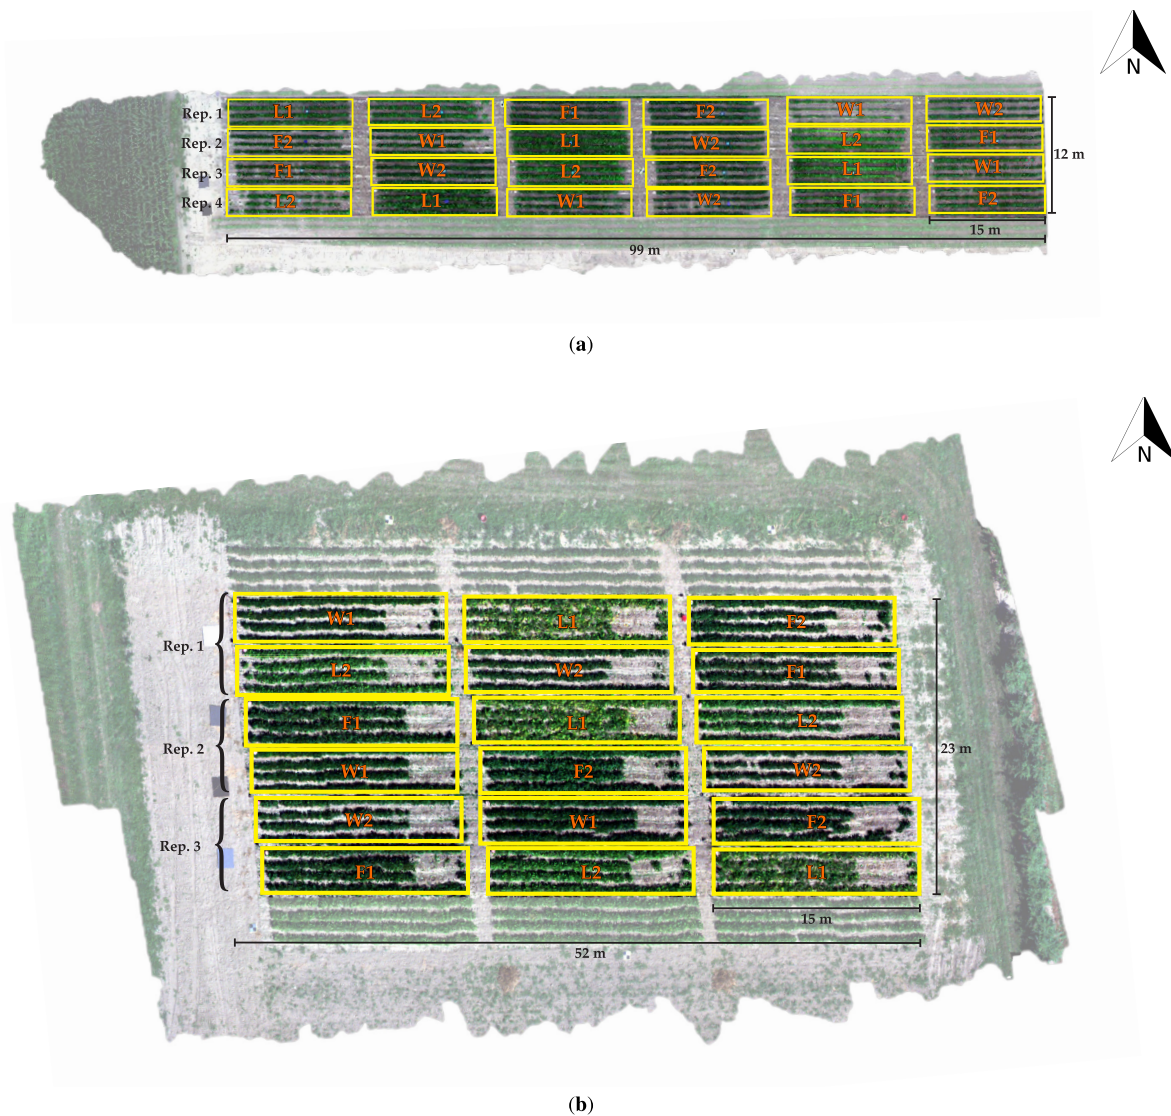 N
Rep. 1 L1 L2 F1 F2 W1 W2
Rep. 2 F2 W1 L1 W2 L2 F1
12 m
Rep. 3 F1 W2 L2 F2 L1 W1
Rep. 4 L2 L1 W1 W2 F1 F2
15 m
99 m
(a)
N
W1 L1 F2
Rep. 1
L2 W2 F1
F1 L1 L2
Rep. 2
23 m
W1 F2 W2
W2 W1 F2
Rep. 3
F1 L2 L1
15 m
52 m
(b)